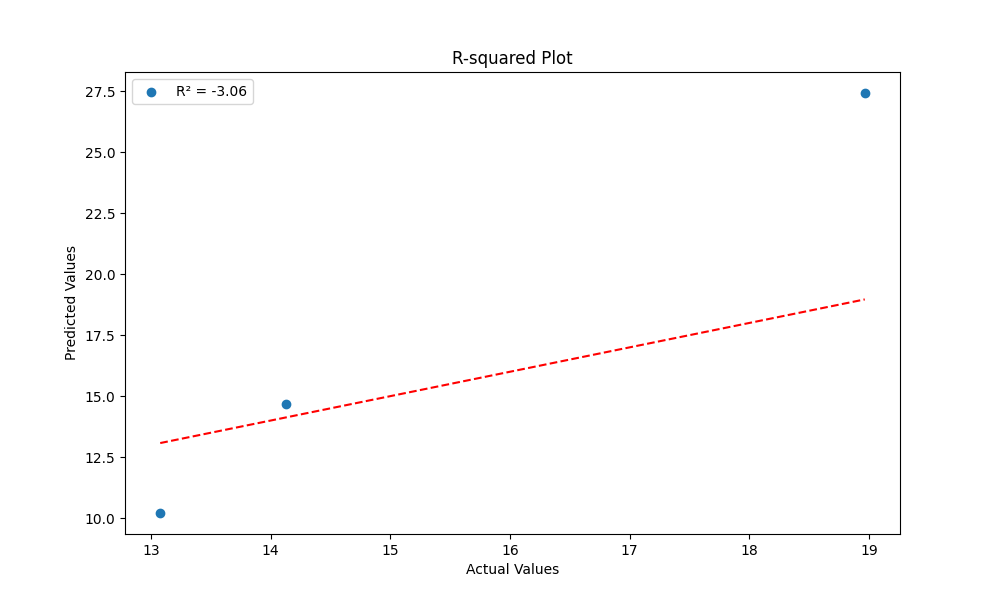 R-squared Plot
R² = -3.06
27.5
25.0
22.5
20.0
17.5
15.0
12.5
10.0
Predicted Values
13 14 15 16 17 18 19
Actual Values